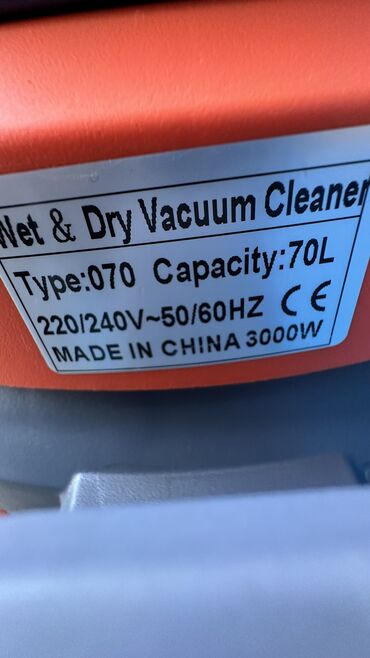 Wet & Dry Vacuum Cleaner
Type:070 Capacity:70L
220/240V~50/60HZ CE
MADE IN CHINA 3000W